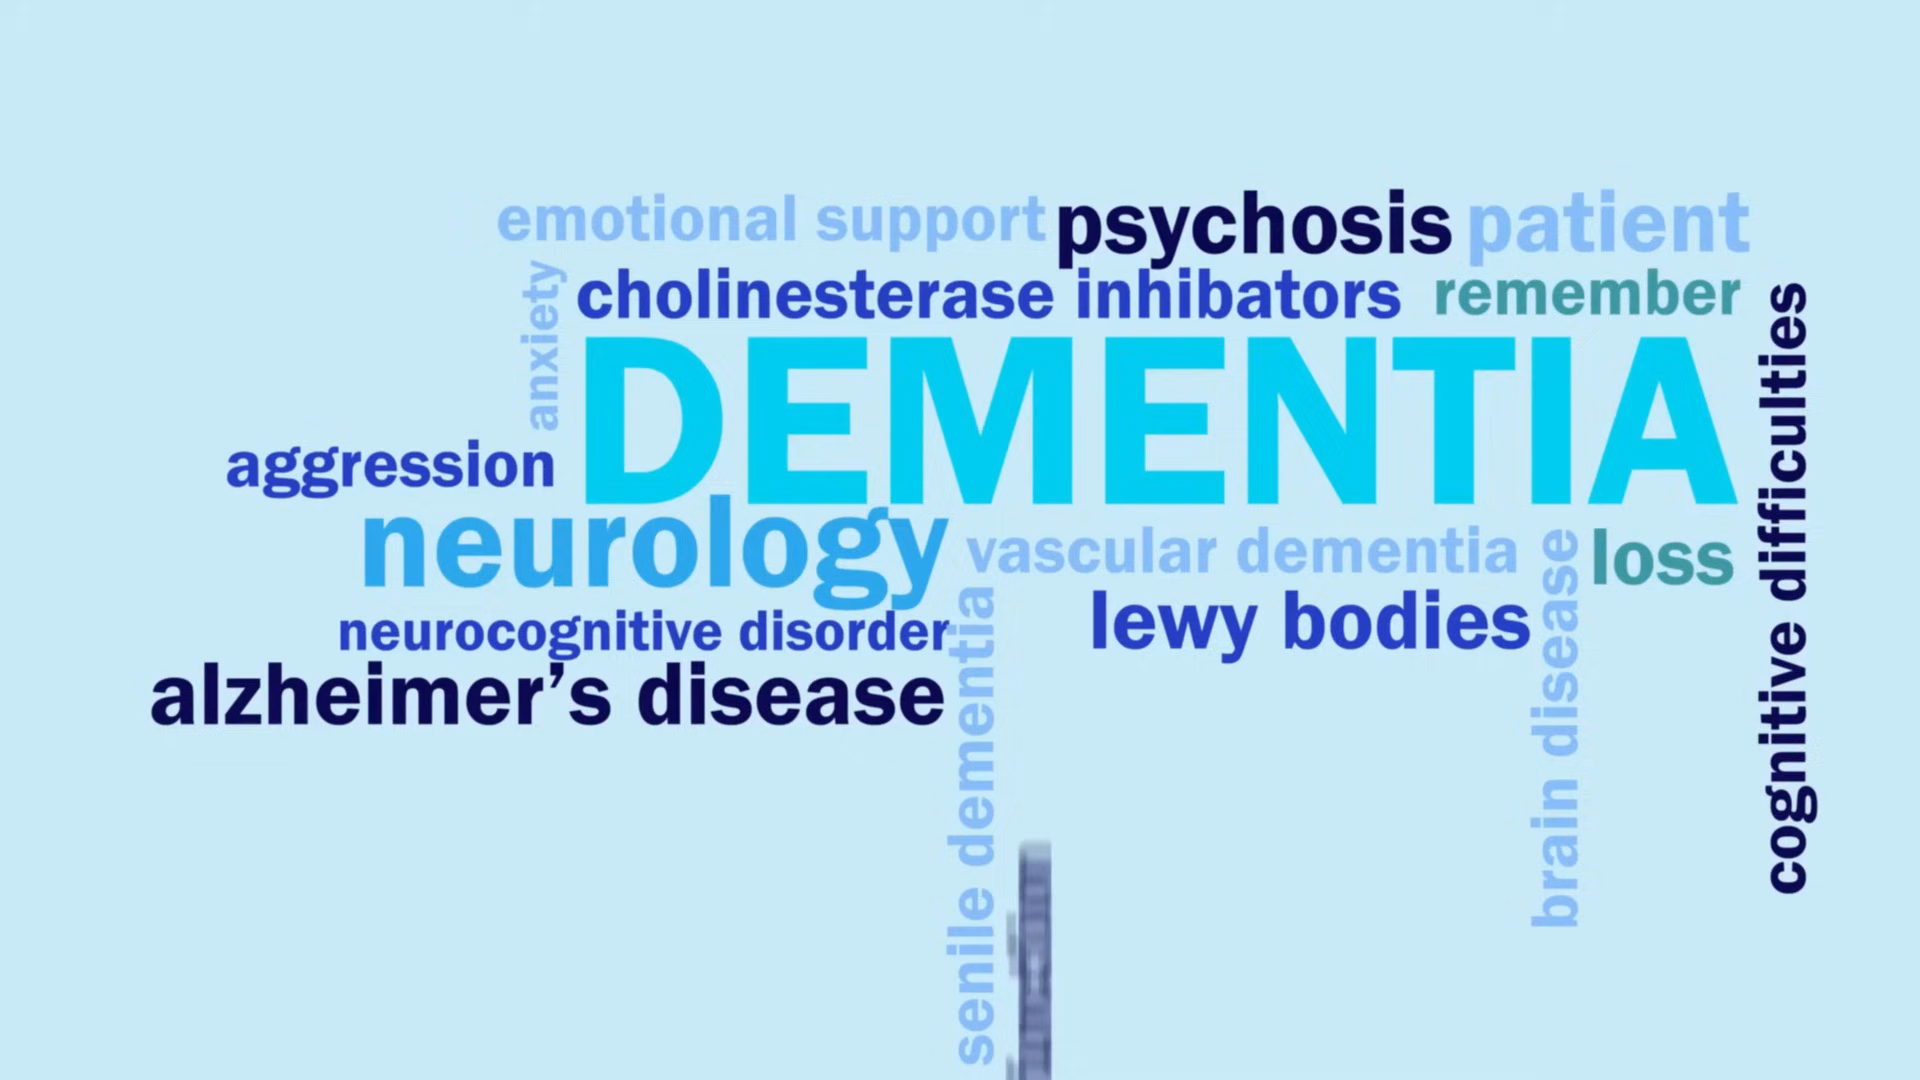 emotional support
psychosis
patient
anxiety
cholinesterase inhibators
remember
DEMENTIA
cognitive difficulties
aggression
neurology
vascular dementia
brain disease
loss
neurocognitive disorder
senile dementia
lewy bodies
alzheimer’s disease